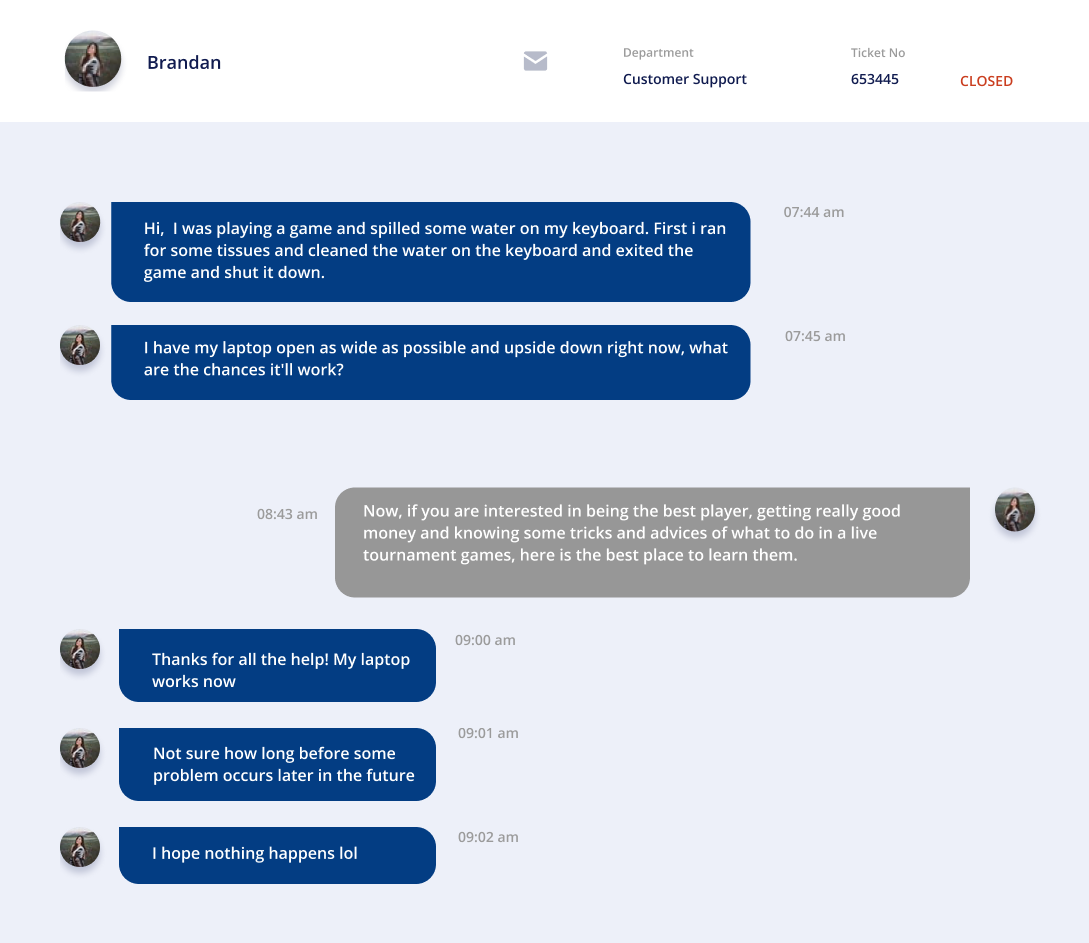 Brandan
Department
Customer Support
Ticket No
653445
CLOSED
Hi,  I was playing a game and spilled some water on my keyboard. First i ran
for some tissues and cleaned the water on the keyboard and exited the
game and shut it down.
07:44 am
I have my laptop open as wide as possible and upside down right now, what
are the chances it'll work?
07:45 am
08:43 am
Now, if you are interested in being the best player, getting really good
money and knowing some tricks and advices of what to do in a live
tournament games, here is the best place to learn them.
Thanks for all the help! My laptop
works now
09:00 am
Not sure how long before some
problem occurs later in the future
09:01 am
I hope nothing happens lol
09:02 am